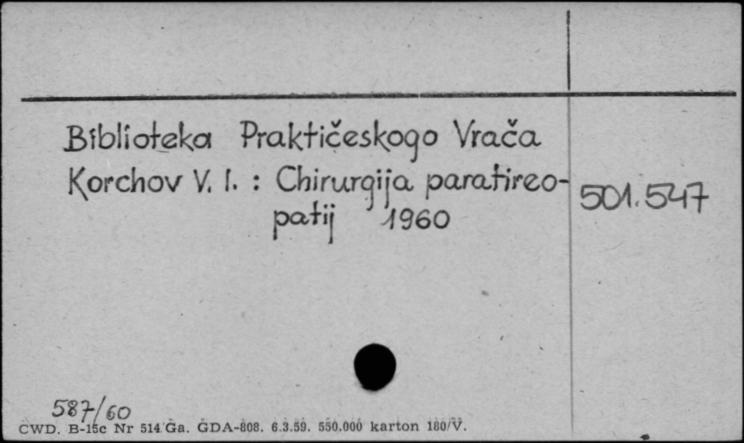 Biblioteka Praktičeskogo Vrača
Korchov V. I. : Chirurgija paratireo- 501.547
patij 1960
587/60
CWD. B-15c Nr 514/Ga. GDA-808. 6.3.59. 550.000 karton 180/V.